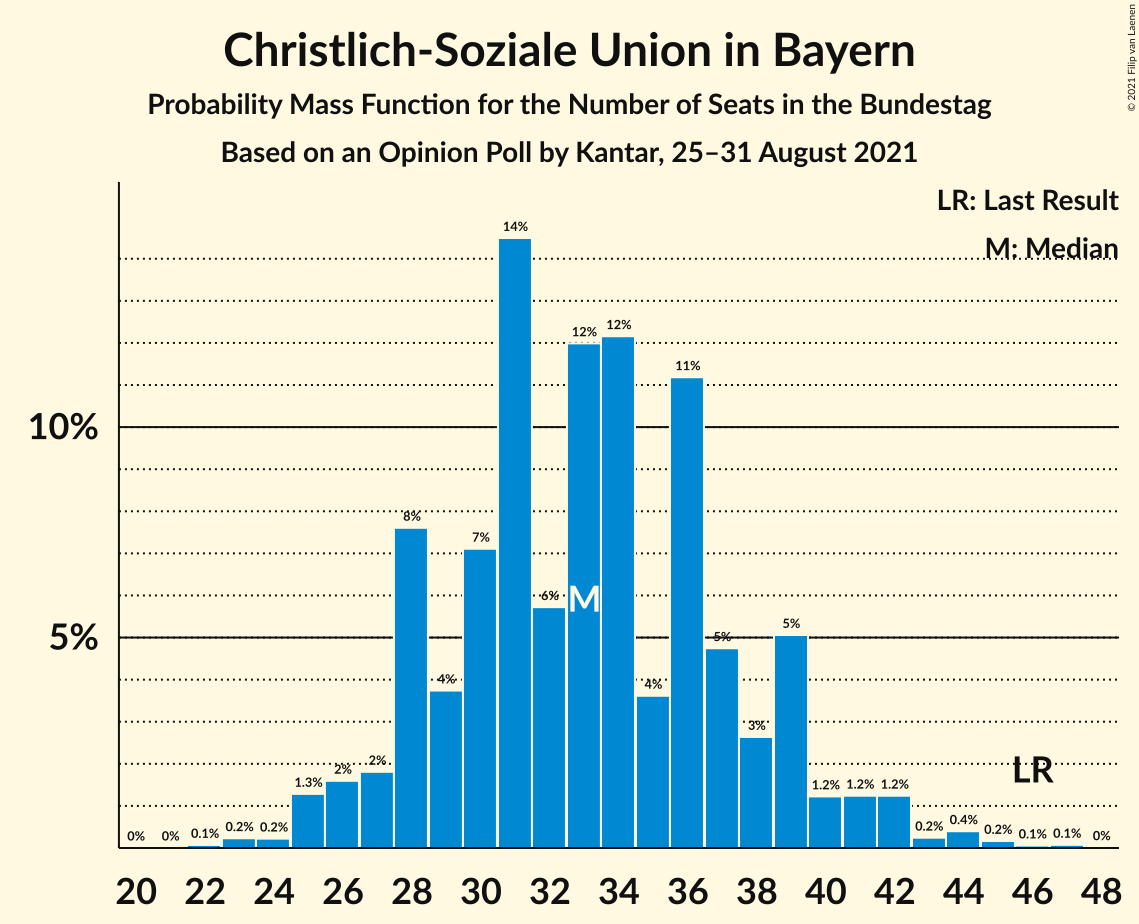 Christlich-Soziale Union in Bayern
Probability Mass Function for the Number of Seats in the Bundestag
Based on an Opinion Poll by Kantar, 25–31 August 2021
© 2021 Filip van Laenen
LR: Last Result
M: Median
10%
5%
0% 0% 0.1% 0.2% 0.2% 1.3% 2% 2% 8% 4% 7% 14% 6% 12% 12% 4% 11% 5% 3% 5% 1.2% 1.2% 1.2% 0.2% 0.4% 0.2% 0.1% 0.1% 0%
M
LR
20 22 24 26 28 30 32 34 36 38 40 42 44 46 48